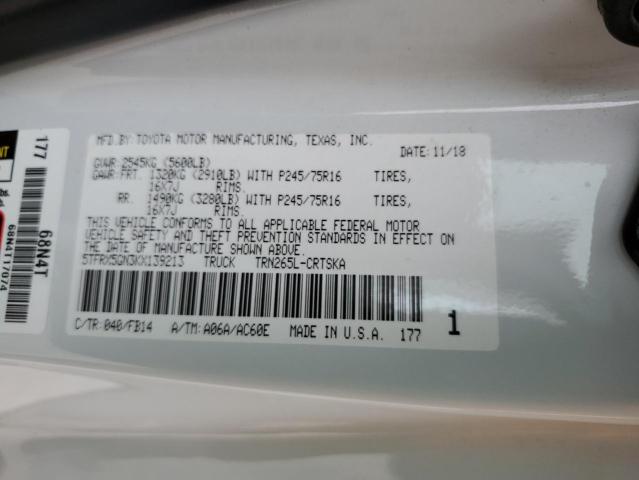 MFD.BY:TOYOTA MOTOR MANUFACTURING, TEXAS, INC.
DATE:11/18
GVWR:2545KG (5600LB)
GAWR:FRT. 1320KG (2910LB) WITH P245/75R16 TIRES,
16X7J RIMS.
RR. 1490KG (3280LB) WITH P245/75R16 TIRES,
16X7J RIMS.
THIS VEHICLE CONFORMS TO ALL APPLICABLE FEDERAL MOTOR
VEHICLE SAFETY AND THEFT PREVENTION STANDARDS IN EFFECT ON
THE DATE OF MANUFACTURE SHOWN ABOVE.
5TFRX5GN3KX139213 TRUCK TRN265L-CRTSKA
C/TR:040/FB14 A/TM:A06A/AC60E MADE IN U.S.A. 177
1
177
68N4T
68N4117074